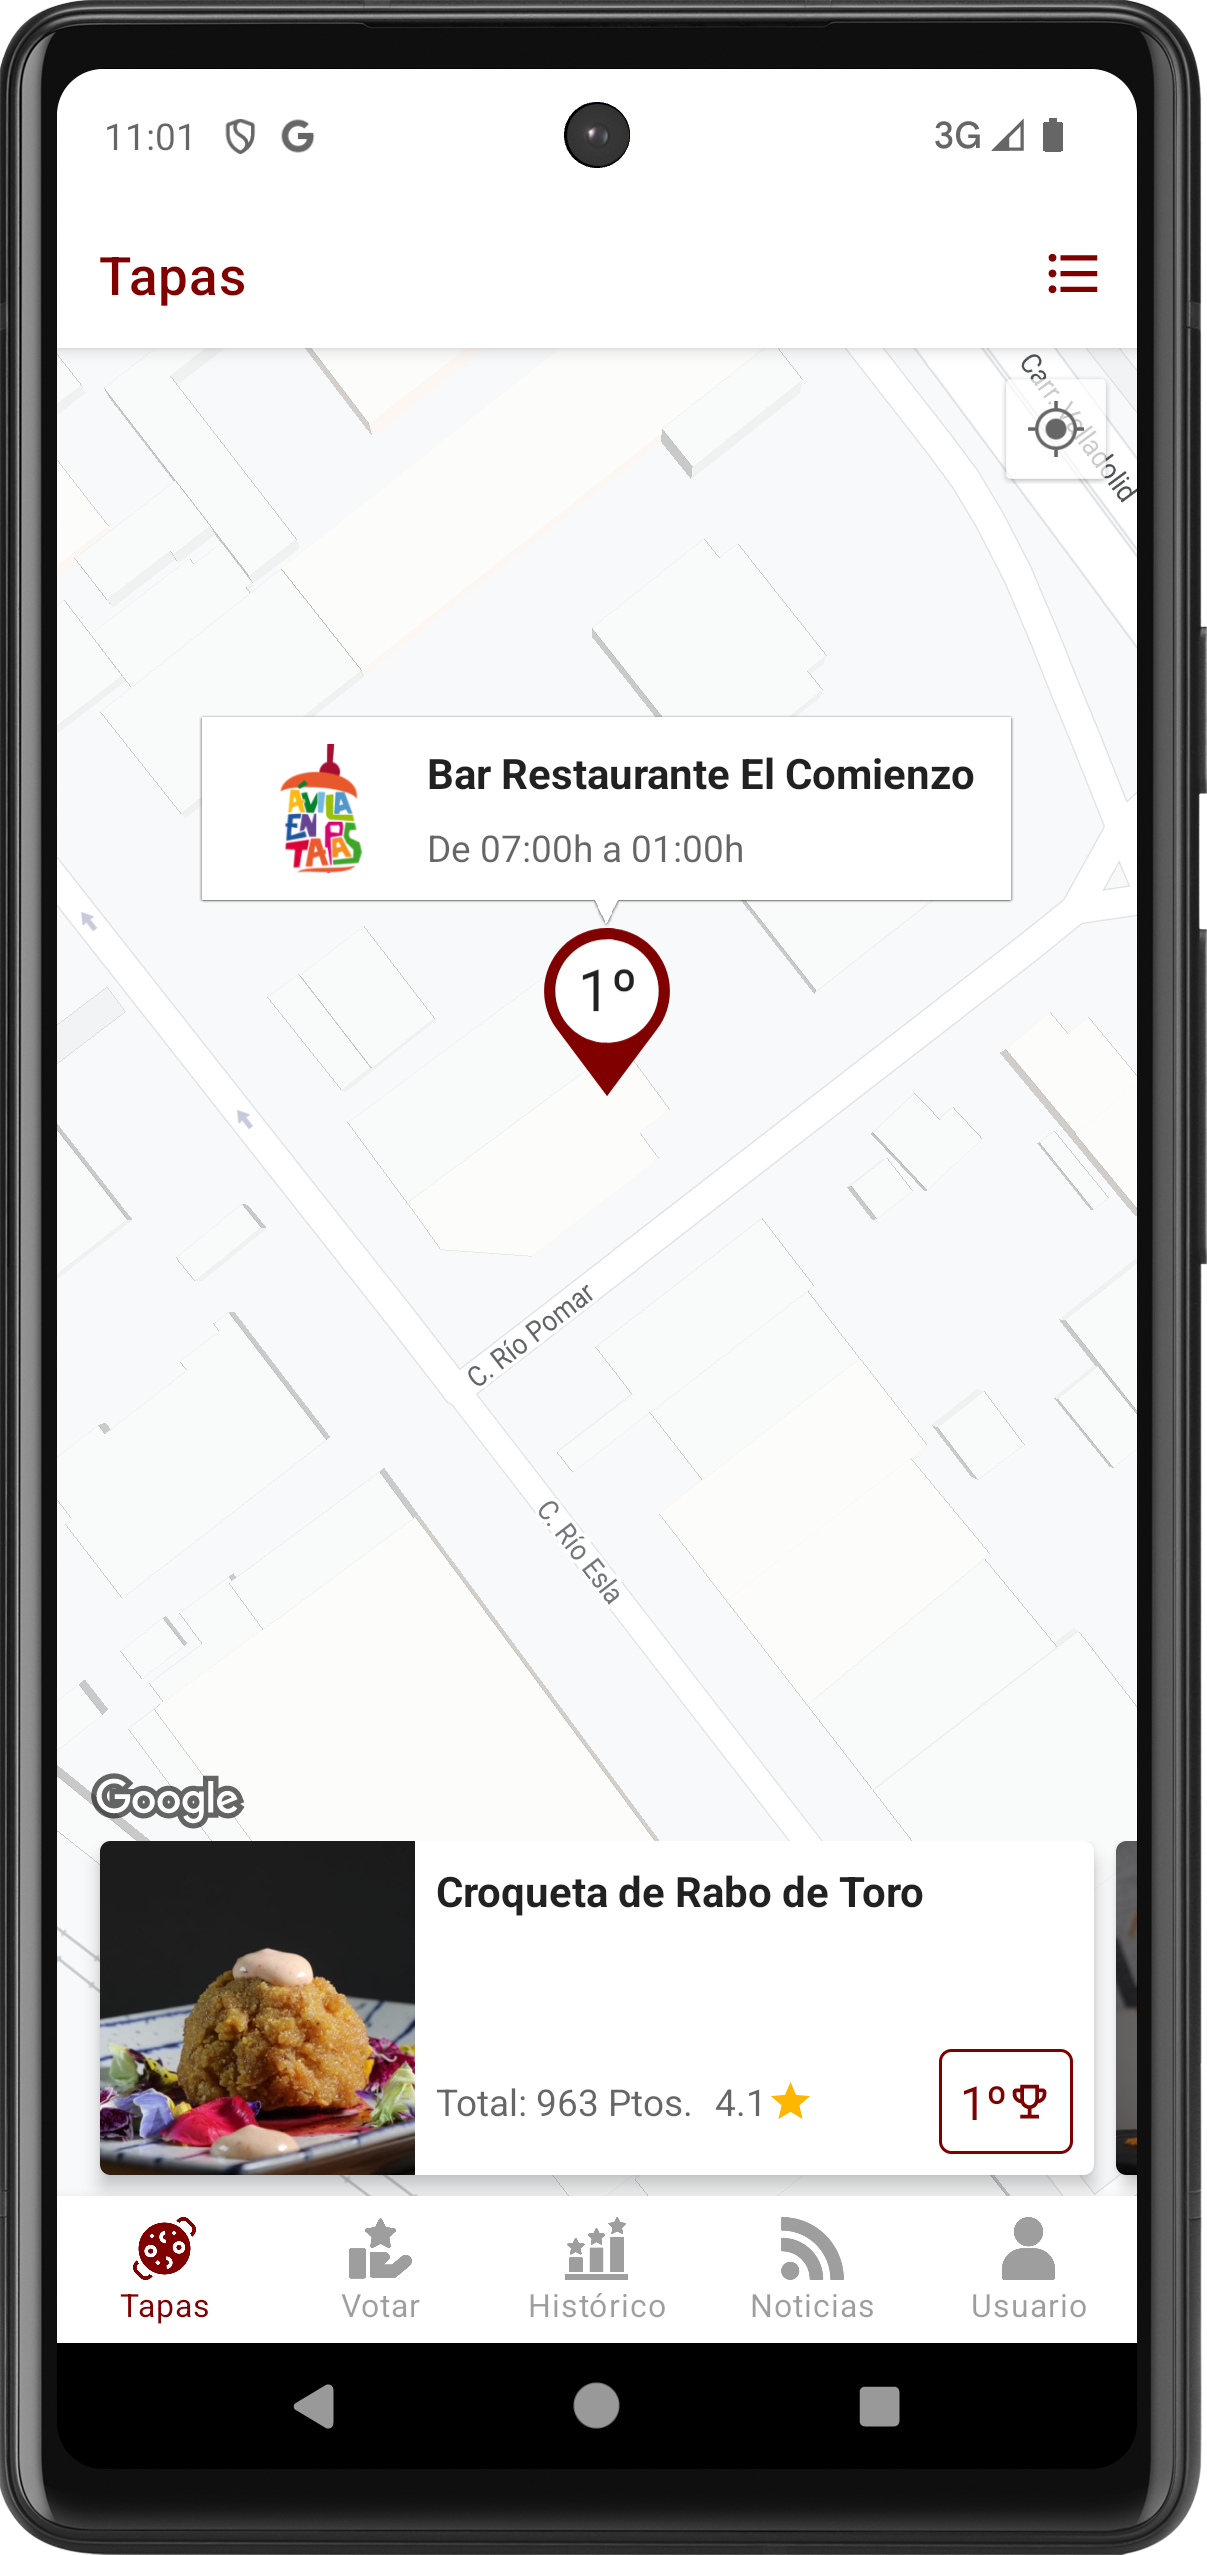 11:01
3G
Tapas
Carr. Valladolid
ÁVILA
EN
TAPAS
Bar Restaurante El Comienzo
De 07:00h a 01:00h
1º
C. Río Pomar
C. Río Esla
Google
Croqueta de Rabo de Toro
Total: 963 Ptos. 4.1
1º
Tapas
Votar
Histórico
Noticias
Usuario